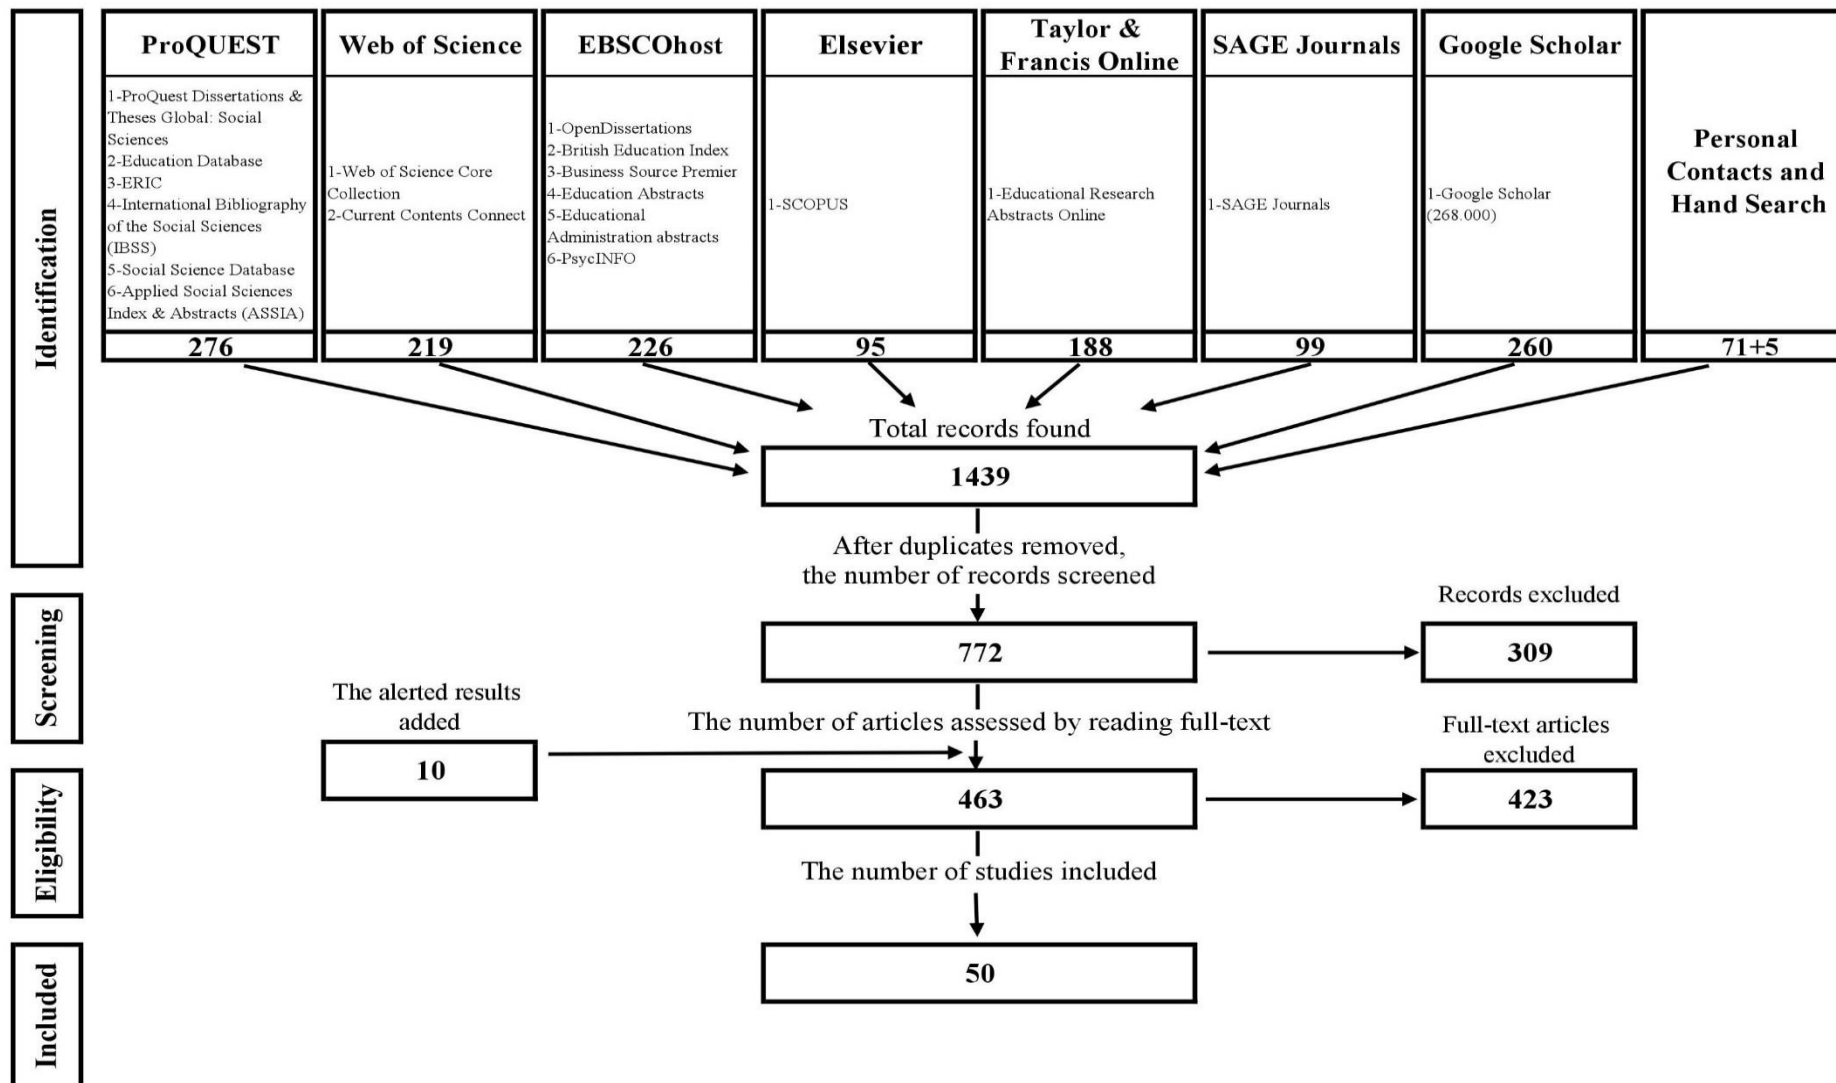 Identification
ProQUEST
1-ProQuest Dissertations &
Theses Global: Social
Sciences
2-Education Database
3-ERIC
4-International Bibliography
of the Social Sciences
(IBSS)
5-Social Science Database
6-Applied Social Sciences
Index & Abstracts (ASSIA)
276
Web of Science
1-Web of Science Core
Collection
2-Current Contents Connect
219
EBSCOhost
1-OpenDissertations
2-British Education Index
3-Business Source Premier
4-Education Abstracts
5-Educational
Administration abstracts
6-PsycINFO
226
Elsevier
1-SCOPUS
95
Taylor &
Francis Online
1-Educational Research
Abstracts Online
188
SAGE Journals
1-SAGE Journals
99
Google Scholar
1-Google Scholar
(268.000)
260
Personal
Contacts and
Hand Search
71+5
Total records found
1439
After duplicates removed,
the number of records screened
Screening
772
Records excluded
309
The alerted results
added
10
The number of articles assessed by reading full-text
Eligibility
463
Full-text articles
excluded
423
The number of studies included
Included
50